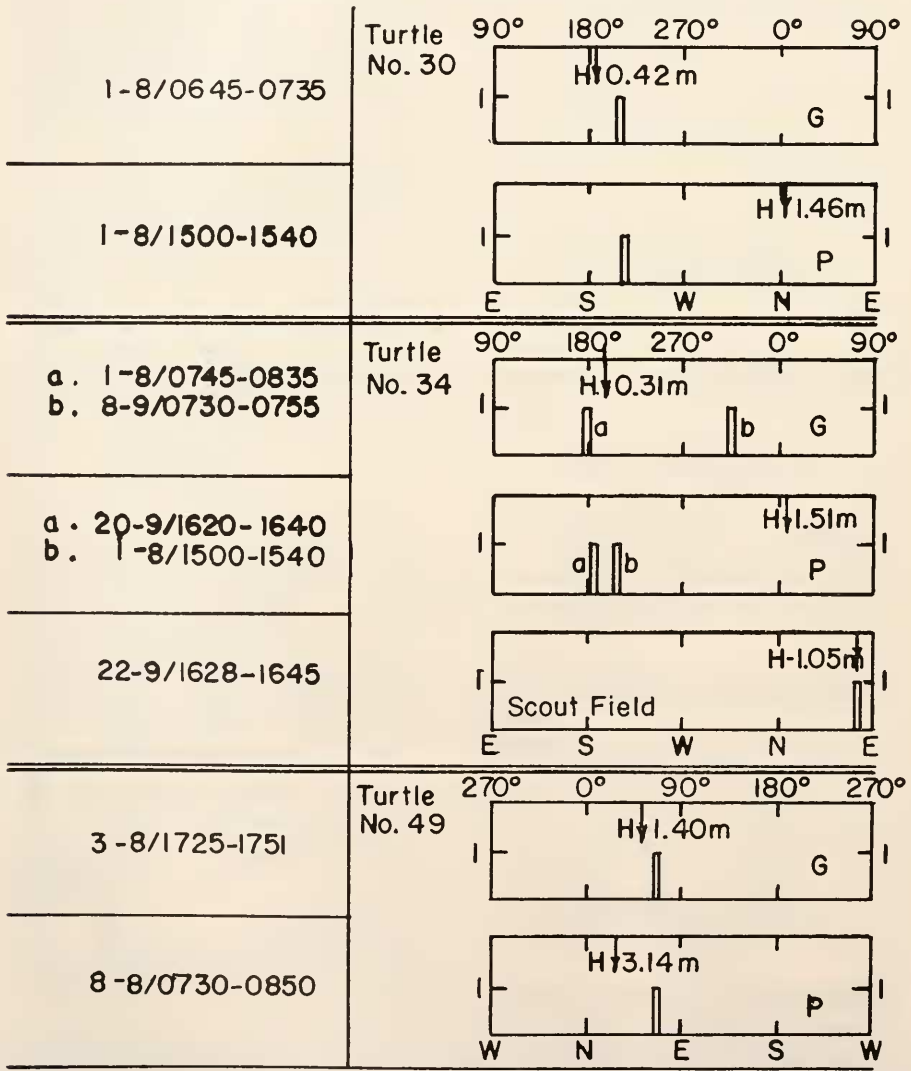 Turtle No. 30
90° 180° 270° 0° 90°
1-8/0645-0735
H 0.42m
1 1
G
1-8/1500-1540
H 1.46m
1 1
P
E S W N E
Turtle No. 34
90° 180° 270° 0° 90°
a. 1-8/0745-0835
b. 8-9/0730-0755
H 0.31m
1 1
a b G
a. 20-9/1620-1640
b. 1-8/1500-1540
H 1.51m
1 1
a b P
22-9/1628-1645
H-1.05m
1 1
Scout Field
E S W N E
Turtle No. 49
270° 0° 90° 180° 270°
3-8/1725-1751
H 1.40m
1 1
G
8-8/0730-0850
H 3.14m
1 1
P
W N E S W